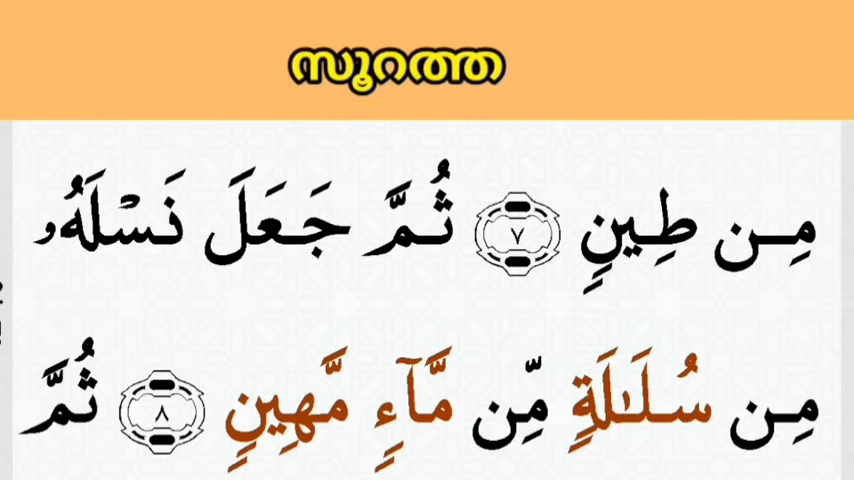 സൂറത്ത
مِن طِينٍ ٧ ثُمَّ جَعَلَ نَسْلَهُۥ
مِن سُلَـٰلَةٍ مِّن مَّآءٍ مَّهِينٍ ٨ ثُمَّ